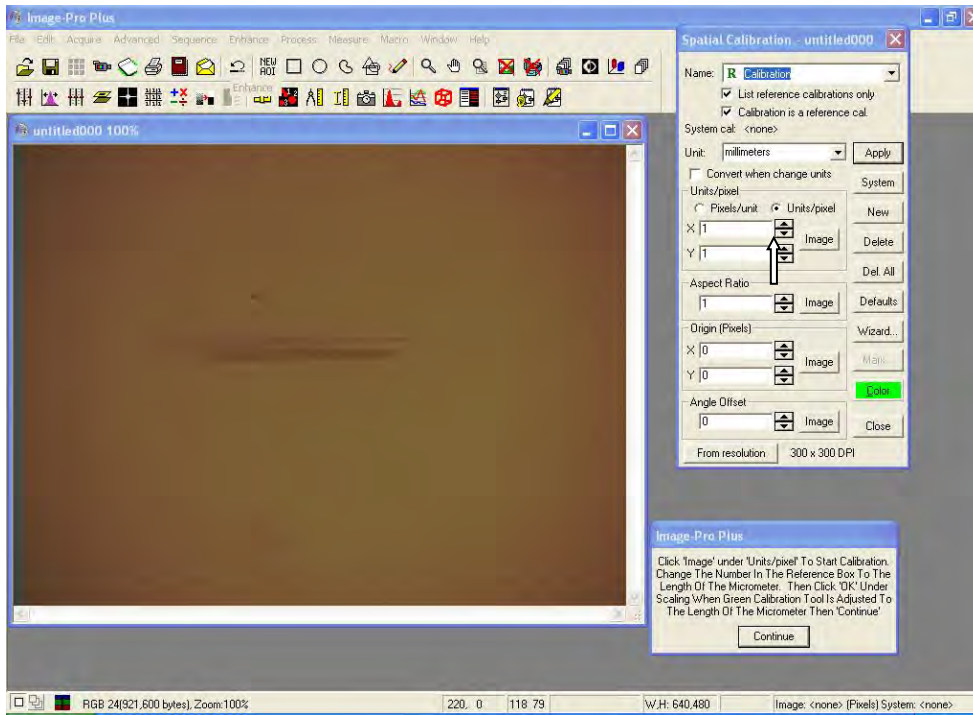 Image-Pro Plus
File Edit Acquire Advanced Sequence Enhance Process Measure Macro Window Help
NEW
AOI
Enhance
untitled000 100%
Spatial Calibration - untitled000
Name: R Calibration
List reference calibrations only
Calibration is a reference cal.
System cal: <none>
Unit: millimeters Apply
Convert when change units
System
Units/pixel
Pixels/unit Units/pixel New
X 1
Image Delete
Y 1
Del. All
Aspect Ratio
1 Image Defaults
Origin (Pixels) Wizard...
X 0
Image
Y 0
Color
Angle Offset
0 Image Close
From resolution 300 x 300 DPI
Image-Pro Plus
Click 'Image' under 'Units/pixel' To Start Calibration.
Change The Number In The Reference Box To The
Length Of The Micrometer. Then Click 'OK' Under
Scaling When Green Calibration Tool Is Adjusted To
The Length Of The Micrometer Then 'Continue'
Continue
RGB 24(921,600 bytes), Zoom:100% 220, 0 118 79 W,H: 640,480 Image: <none> (Pixels) System: <none>